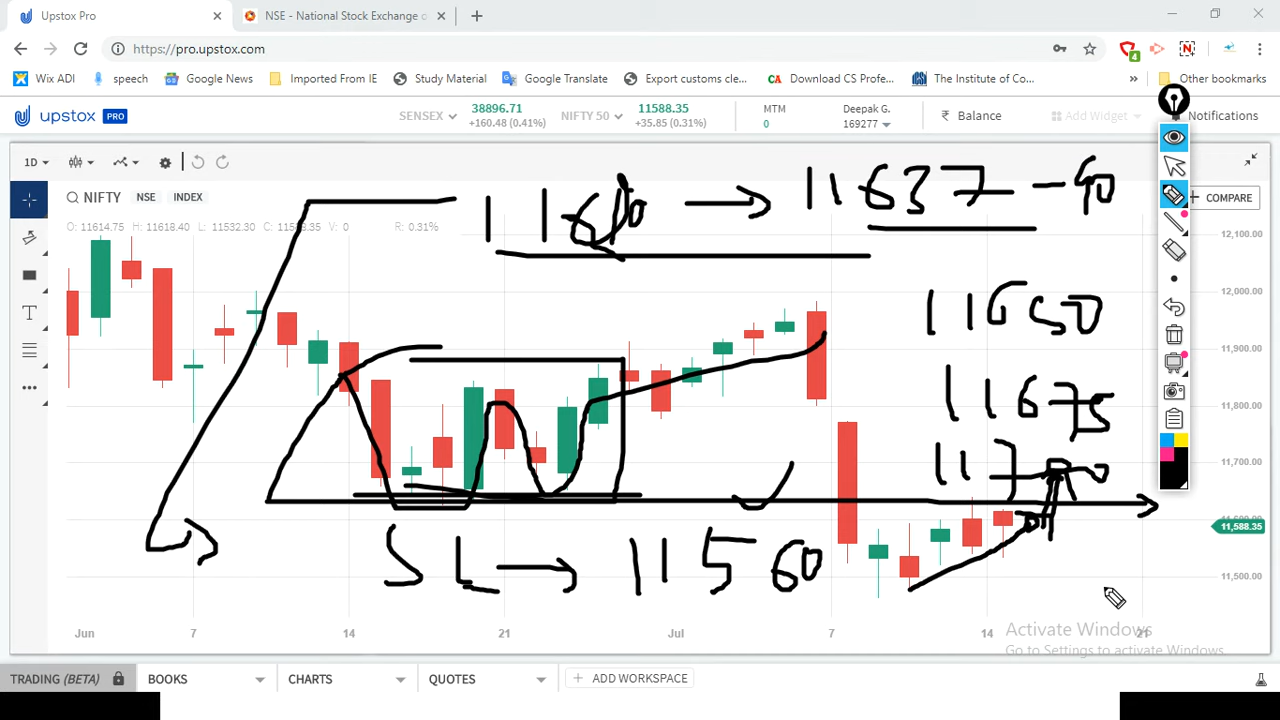 Upstox Pro
NSE - National Stock Exchange o
https://pro.upstox.com
Wix ADI speech Google News Imported From IE Study Material Google Translate Export customs cle... Download CS Profe... The Institute of Co... » Other bookmarks
upstox PRO SENSEX 38896.71 +160.48 (0.41%) NIFTY 50 11588.35 +35.85 (0.31%) MTM 0 Deepak G. 169277 ₹ Balance Add Widget Notifications
1D
NIFTY NSE INDEX COMPARE
O: 11614.75 H: 11618.40 L: 11532.30 V: 0 R: 0.31%
11637 - 40
11650
11675
11700
SL → 11560
12,100.00
12,000.00
11,900.00
11,800.00
11,700.00
11,600.00
11,588.35
11,500.00
Jun 7 14 21 Jul 7 14 21
Activate Windows
Go to Settings to activate Windows.
TRADING (BETA) BOOKS CHARTS QUOTES + ADD WORKSPACE